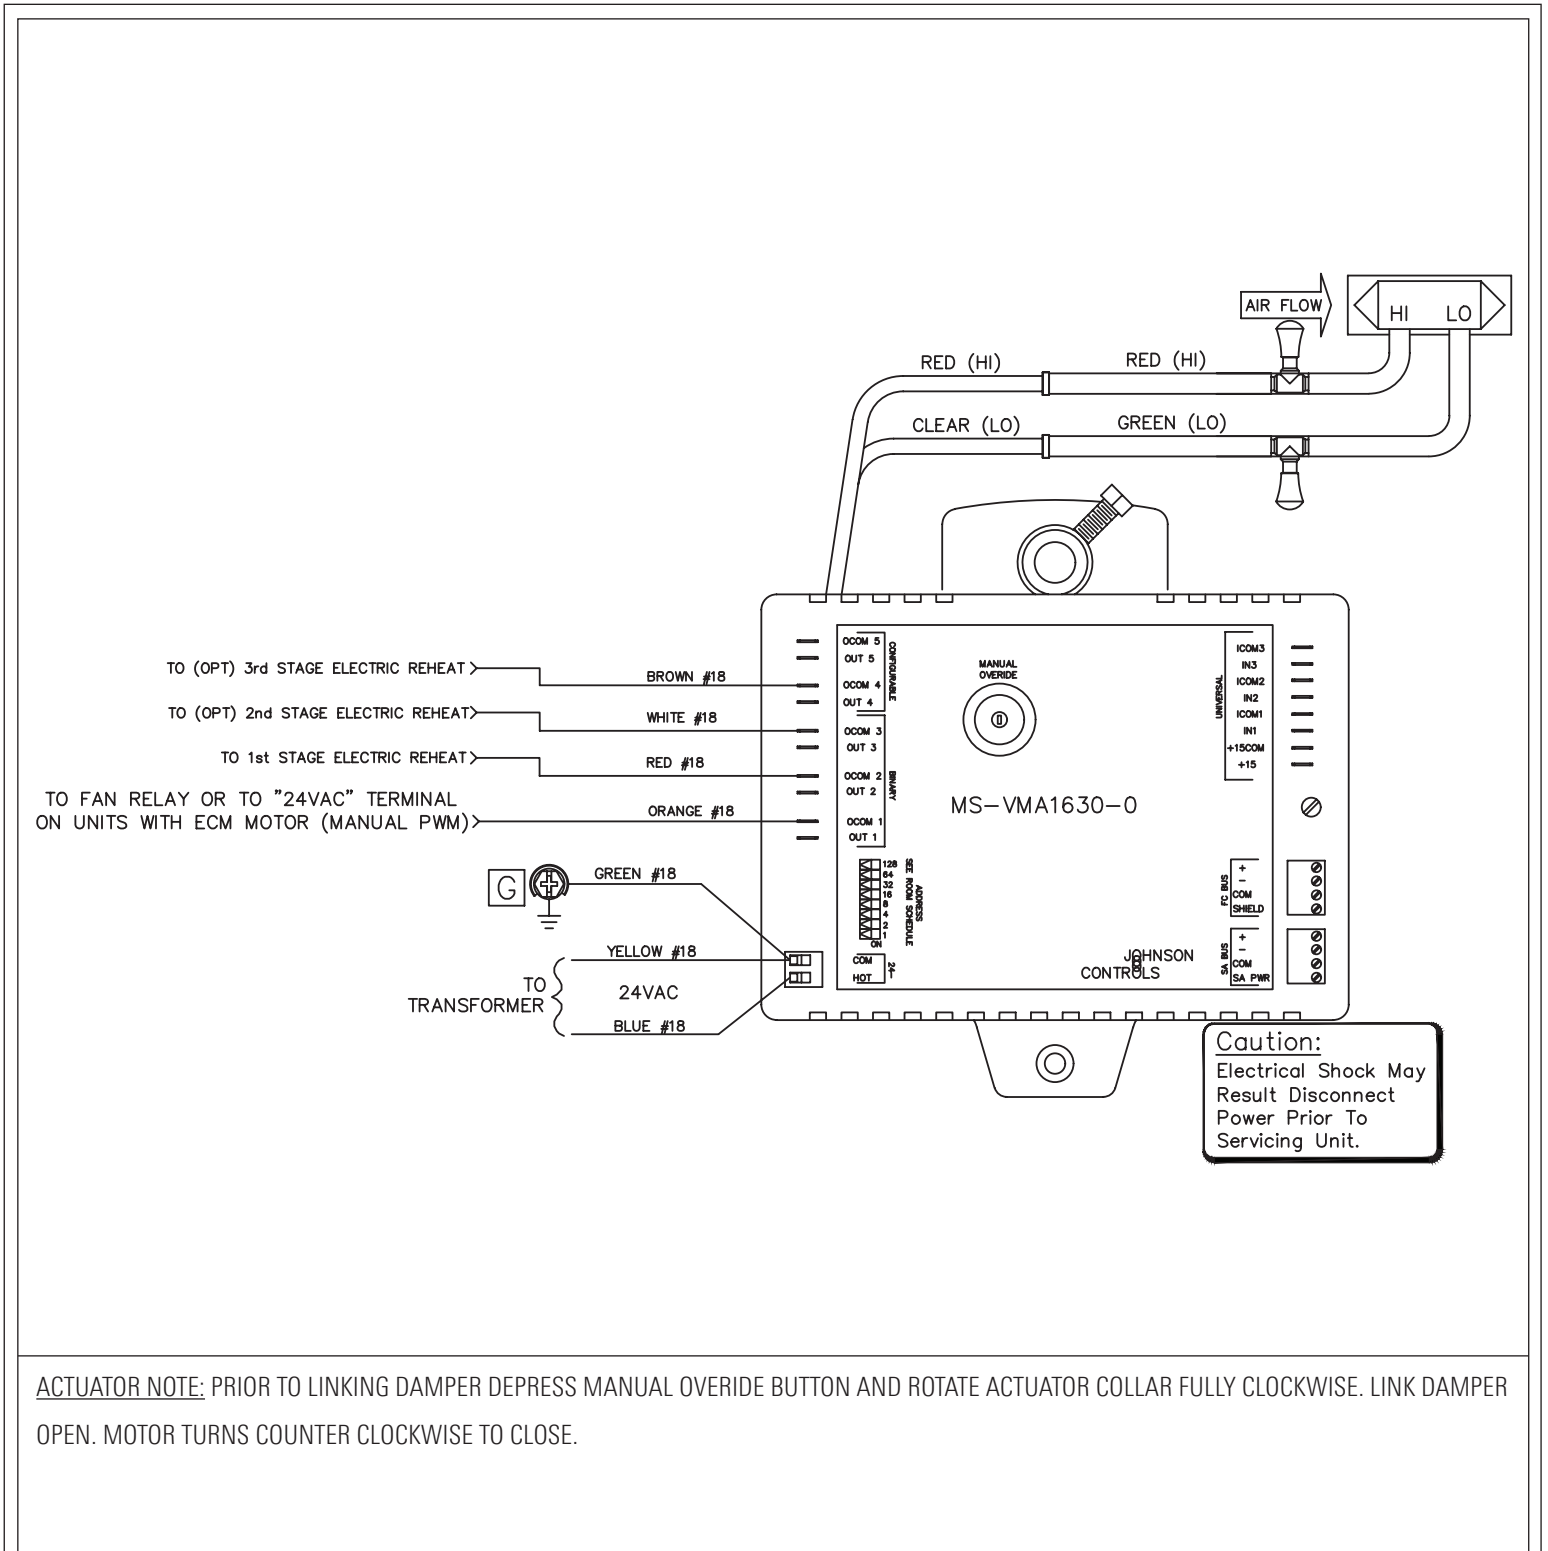 AIR FLOW
HI LO
RED (HI)
RED (HI)
CLEAR (LO)
GREEN (LO)
TO (OPT) 3rd STAGE ELECTRIC REHEAT
BROWN #18
TO (OPT) 2nd STAGE ELECTRIC REHEAT
WHITE #18
TO 1st STAGE ELECTRIC REHEAT
RED #18
TO FAN RELAY OR TO "24VAC" TERMINAL
ON UNITS WITH ECM MOTOR (MANUAL PWM)
ORANGE #18
G
GREEN #18
YELLOW #18
TO
TRANSFORMER
24VAC
BLUE #18
OCOM 5
OUT 5
OCOM 4
OUT 4
CONFIGURABLE
OCOM 3
OUT 3
OCOM 2
OUT 2
OCOM 1
OUT 1
BINARY
128
64
32
16
8
4
2
1
ON
ADDRESS
SEE ROOM SCHEDULE
COM
HOT
24~
MANUAL
OVERIDE
MS-VMA1630-0
JOHNSON
CONTROLS
UNIVERSAL
ICOM3
IN3
ICOM2
IN2
ICOM1
IN1
+15COM
+15
FC BUS
+
-
COM
SHIELD
SA BUS
+
-
COM
SA PWR
Caution:
Electrical Shock May
Result Disconnect
Power Prior To
Servicing Unit.
ACTUATOR NOTE: PRIOR TO LINKING DAMPER DEPRESS MANUAL OVERIDE BUTTON AND ROTATE ACTUATOR COLLAR FULLY CLOCKWISE. LINK DAMPER
OPEN. MOTOR TURNS COUNTER CLOCKWISE TO CLOSE.